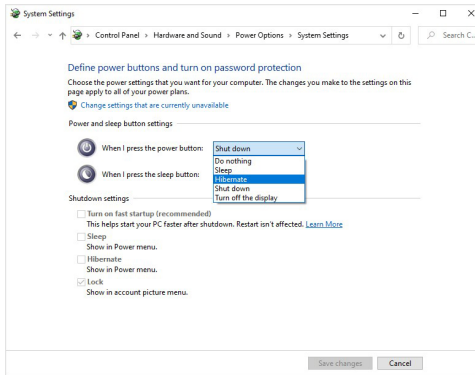 System Settings
Control Panel > Hardware and Sound > Power Options > System Settings
Search C...
Define power buttons and turn on password protection
Choose the power settings that you want for your computer. The changes you make to the settings on this
page apply to all of your power plans.
Change settings that are currently unavailable
Power and sleep button settings
When I press the power button: Shut down
Do nothing
Sleep
When I press the sleep button: Hibernate
Shut down
Turn off the display
Shutdown settings
Turn on fast startup (recommended)
This helps start your PC faster after shutdown. Restart isn't affected. Learn More
Sleep
Show in Power menu.
Hibernate
Show in Power menu.
Lock
Show in account picture menu.
Save changes Cancel